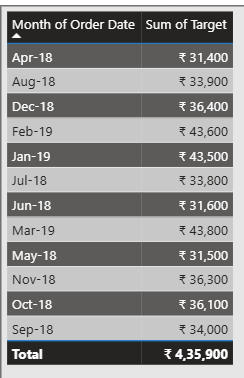 Month of Order Date Sum of Target
Apr-18 ₹ 31,400
Aug-18 ₹ 33,900
Dec-18 ₹ 36,400
Feb-19 ₹ 43,600
Jan-19 ₹ 43,500
Jul-18 ₹ 33,800
Jun-18 ₹ 31,600
Mar-19 ₹ 43,800
May-18 ₹ 31,500
Nov-18 ₹ 36,300
Oct-18 ₹ 36,100
Sep-18 ₹ 34,000
Total ₹ 4,35,900